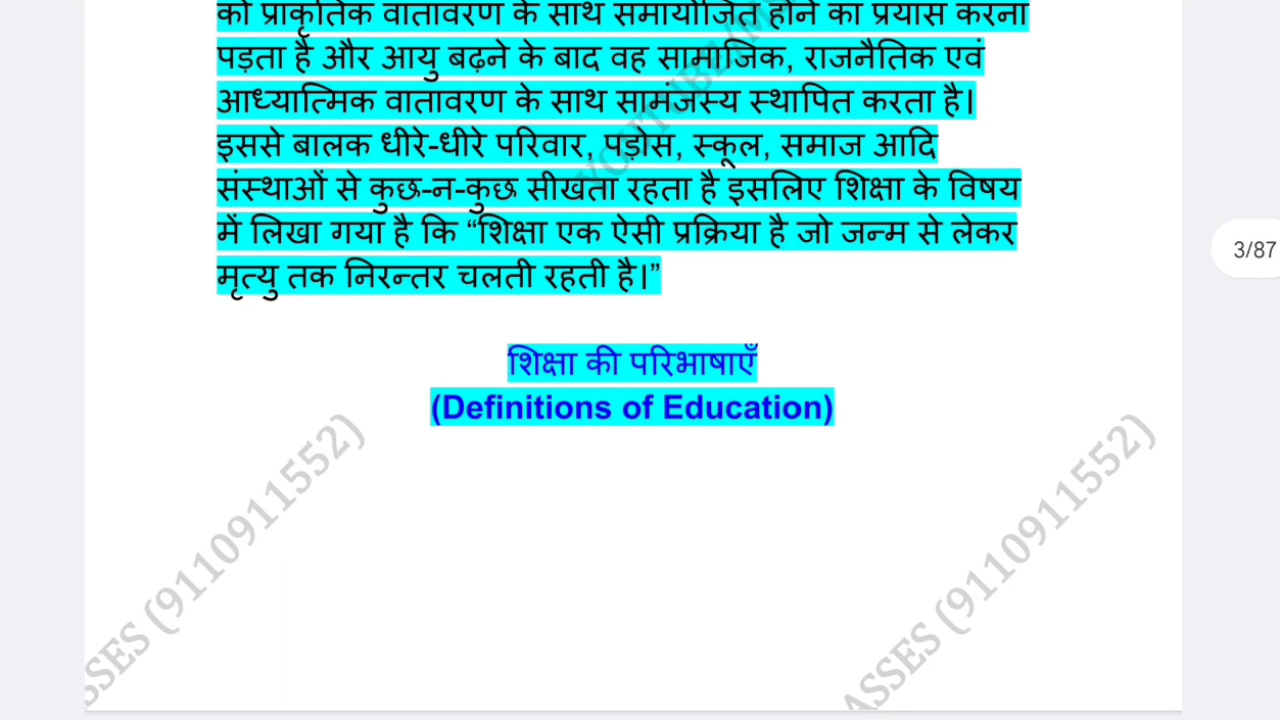 को प्राकृतिक वातावरण के साथ समायोजित होने का प्रयास करना
पड़ता है और आयु बढ़ने के बाद वह सामाजिक, राजनैतिक एवं
आध्यात्मिक वातावरण के साथ सामंजस्य स्थापित करता है।
इससे बालक धीरे-धीरे परिवार, पड़ोस, स्कूल, समाज आदि
संस्थाओं से कुछ-न-कुछ सीखता रहता है इसलिए शिक्षा के विषय
में लिखा गया है कि “शिक्षा एक ऐसी प्रक्रिया है जो जन्म से लेकर
मृत्यु तक निरन्तर चलती रहती है।”
3/87
शिक्षा की परिभाषाएँ
(Definitions of Education)
SSES (9110911552)
ASSES (9110911552)